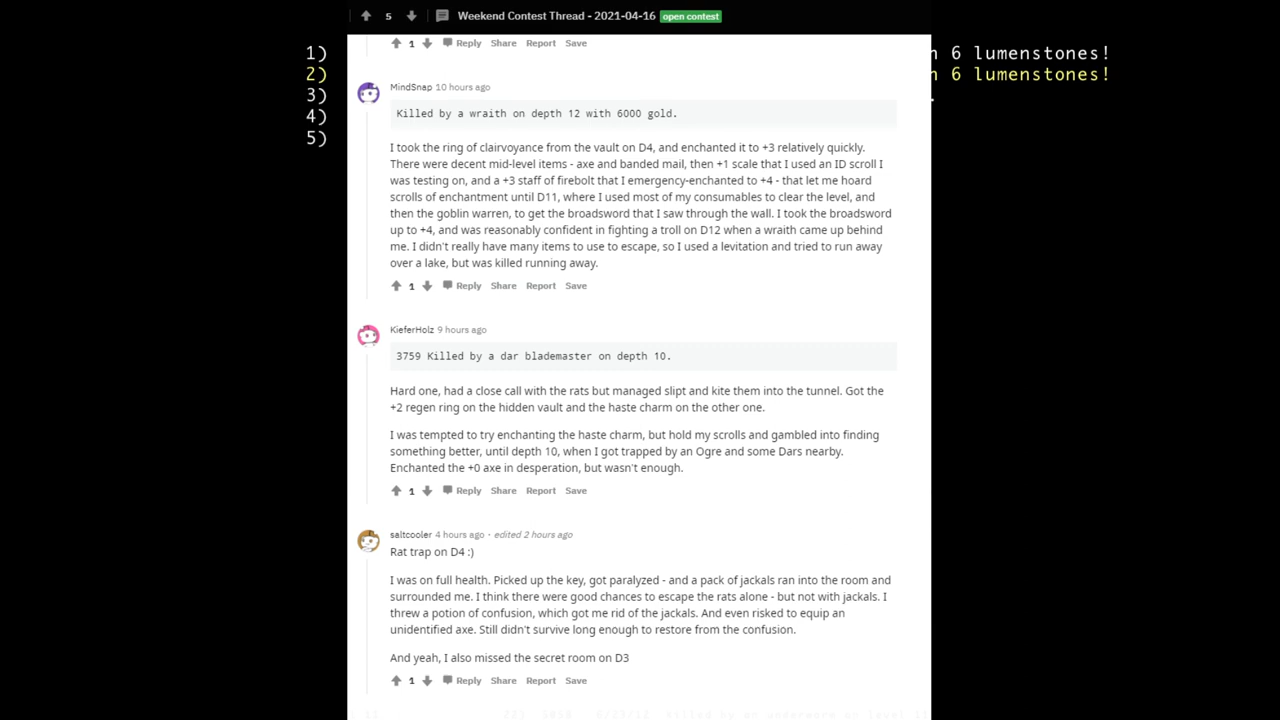 5 Weekend Contest Thread - 2021-04-16 open contest
1 Reply Share Report Save
1) 6 lumenstones!
2) 6 lumenstones!
3)
4)
5)
MindSnap 10 hours ago
Killed by a wraith on depth 12 with 6000 gold.
I took the ring of clairvoyance from the vault on D4, and enchanted it to +3 relatively quickly.
There were decent mid-level items - axe and banded mail, then +1 scale that I used an ID scroll I
was testing on, and a +3 staff of firebolt that I emergency-enchanted to +4 - that let me hoard
scrolls of enchantment until D11, where I used most of my consumables to clear the level, and
then the goblin warren, to get the broadsword that I saw through the wall. I took the broadsword
up to +4, and was reasonably confident in fighting a troll on D12 when a wraith came up behind
me. I didn't really have many items to use to escape, so I used a levitation and tried to run away
over a lake, but was killed running away.
1 Reply Share Report Save
KieferHolz 9 hours ago
3759 Killed by a dar blademaster on depth 10.
Hard one, had a close call with the rats but managed slipt and kite them into the tunnel. Got the
+2 regen ring on the hidden vault and the haste charm on the other one.
I was tempted to try enchanting the haste charm, but hold my scrolls and gambled into finding
something better, until depth 10, when I got trapped by an Ogre and some Dars nearby.
Enchanted the +0 axe in desperation, but wasn't enough.
1 Reply Share Report Save
saltcooler 4 hours ago · edited 2 hours ago
Rat trap on D4 :)
I was on full health. Picked up the key, got paralyzed - and a pack of jackals ran into the room and
surrounded me. I think there were good chances to escape the rats alone - but not with jackals. I
threw a potion of confusion, which got me rid of the jackals. And even risked to equip an
unidentified axe. Still didn't survive long enough to restore from the confusion.
And yeah, I also missed the secret room on D3
1 Reply Share Report Save